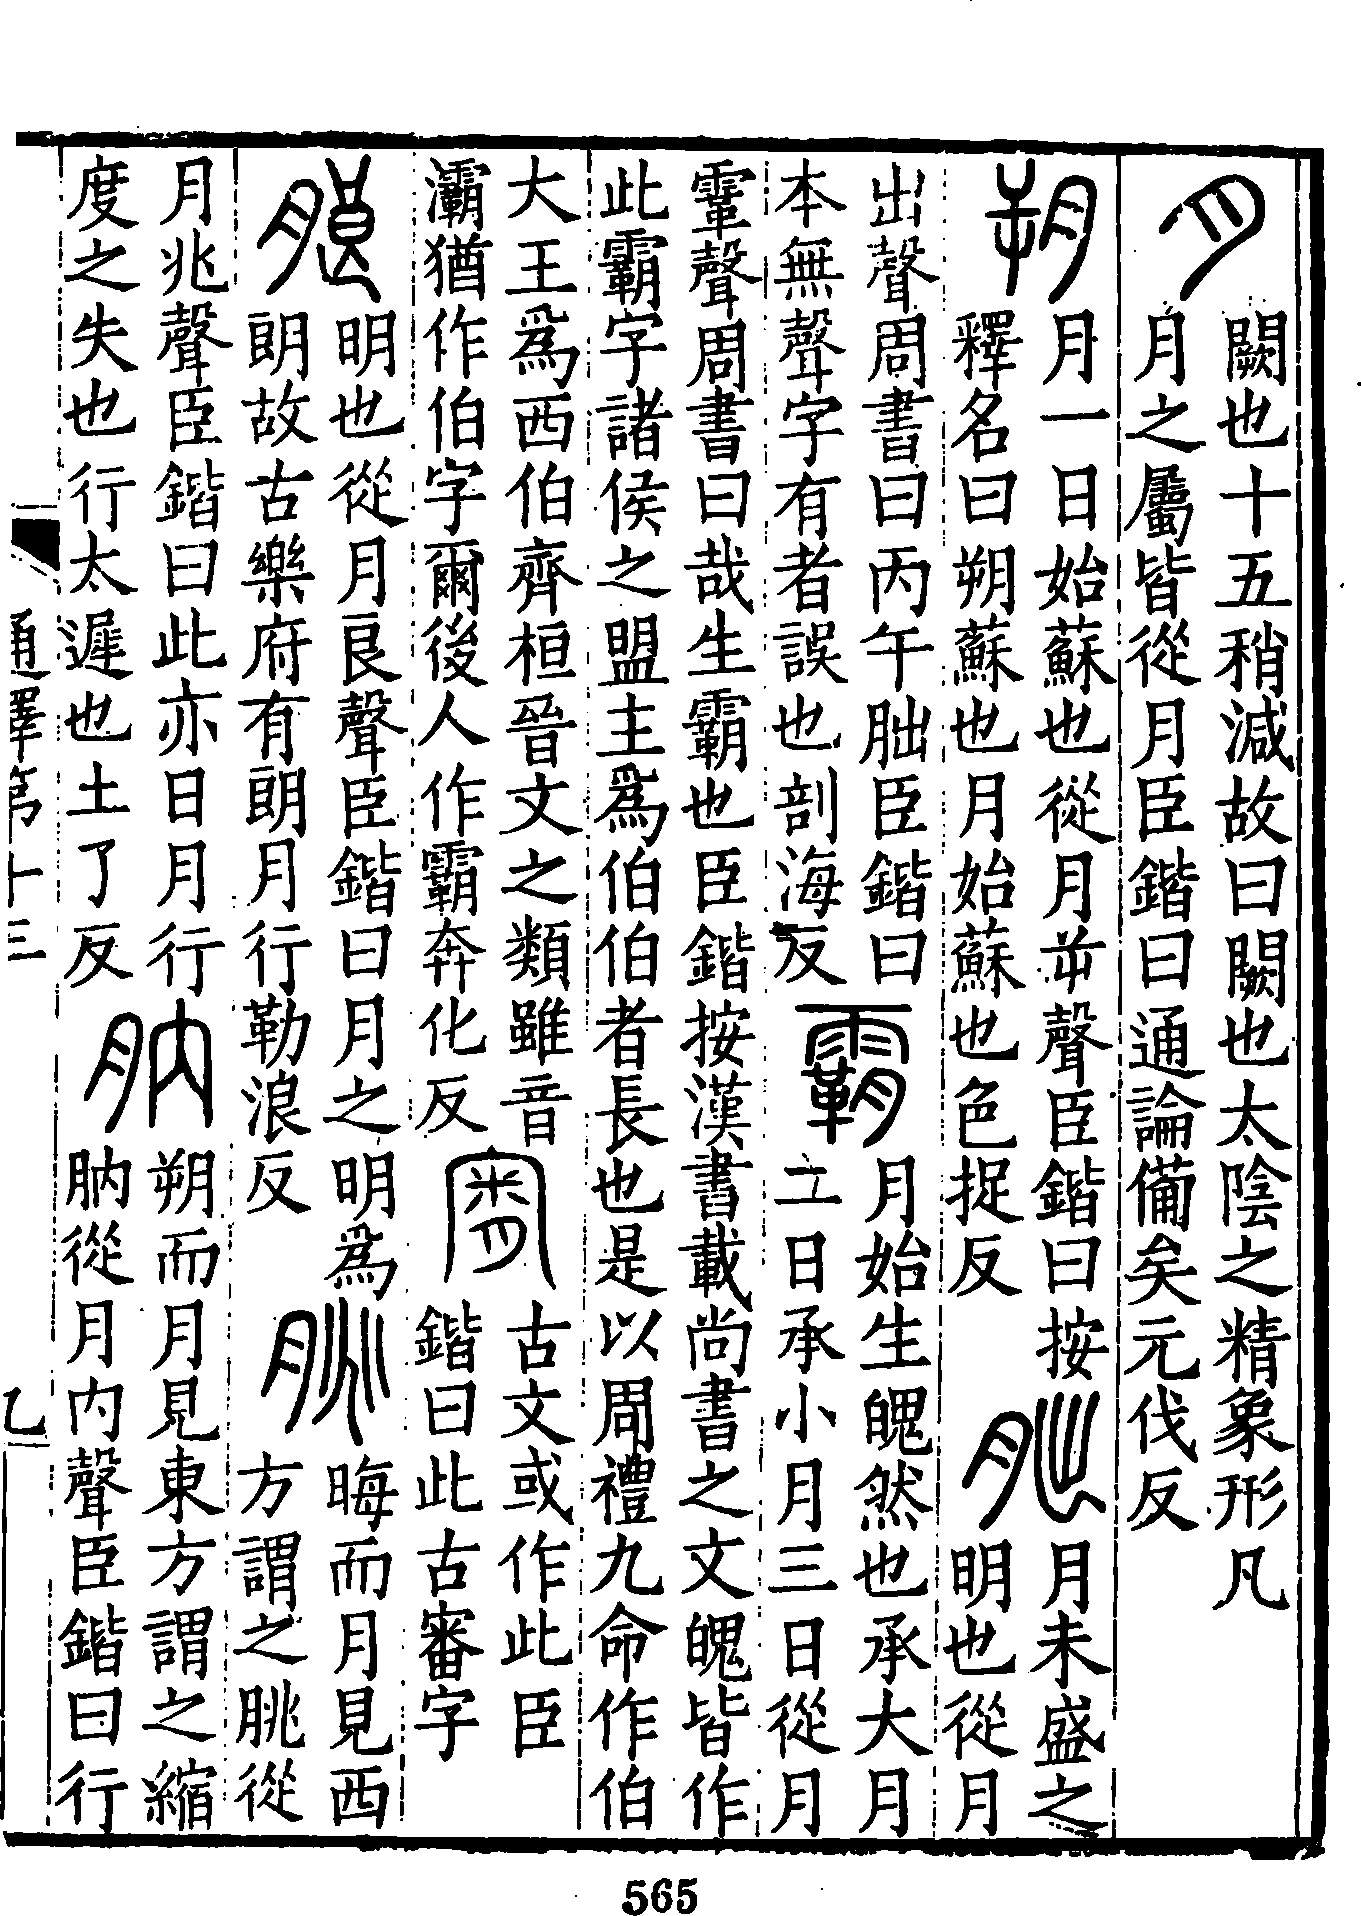 月
闕也十五稍減故曰闕也太陰之精象形凡
月之屬皆從月臣鍇曰通論備矣元伐反
朔
月一日始蘇也從月屰聲臣鍇曰按
釋名曰朔蘇也月始蘇也色捉反
朏
月未盛之
明也從月
出聲周書曰丙午朏臣鍇曰
本無聲字有者誤也剖海反
霸
月始生魄然也承大月
二日承小月三日從月
䨣聲周書曰哉生霸也臣鍇按漢書載尚書之文魄皆作
此霸字諸侯之盟主爲伯伯者長也是以周禮九命作伯
大王爲西伯齊桓晉文之類雖音
灞猶作伯字爾後人作霸奔化反
古文或作此臣
鍇曰此古審字
朗
明也從月良聲臣鍇曰月之明爲
朗故古樂府有朗月行勒浪反
朓
晦而月見西
方謂之朓從
月兆聲臣鍇曰此亦日月行
度之失也行太遲也土了反
肭
朔而月見東方謂之縮
肭從月内聲臣鍇曰行
通釋第十三
565